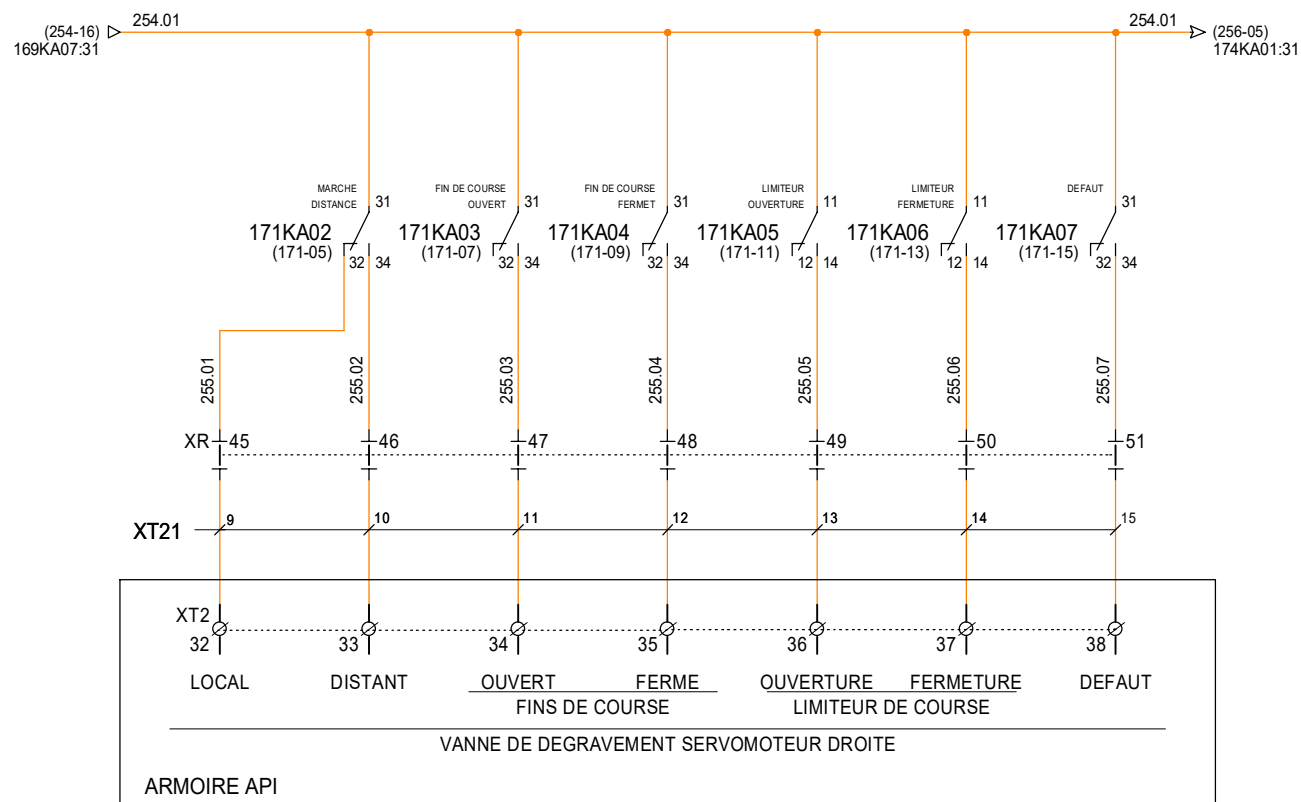 254.01 254.01
(254-16) (256-05)
169KA07:31 174KA01:31
MARCHE FIN DE COURSE FIN DE COURSE LIMITEUR LIMITEUR DEFAUT
DISTANCE 31 OUVERT 31 FERMET 31 OUVERTURE 11 FERMETURE 11 31
171KA02 171KA03 171KA04 171KA05 171KA06 171KA07
(171-05) (171-07) (171-09) (171-11) (171-13) (171-15)
32 34 32 34 32 34 12 14 12 14 32 34
255.01 255.02 255.03 255.04 255.05 255.06 255.07
XR 45 46 47 48 49 50 51
XT21 9 10 11 12 13 14 15
XT2
32 33 34 35 36 37 38
LOCAL DISTANT OUVERT FERME OUVERTURE FERMETURE DEFAUT
FINS DE COURSE LIMITEUR DE COURSE
VANNE DE DEGRAVEMENT SERVOMOTEUR DROITE
ARMOIRE API